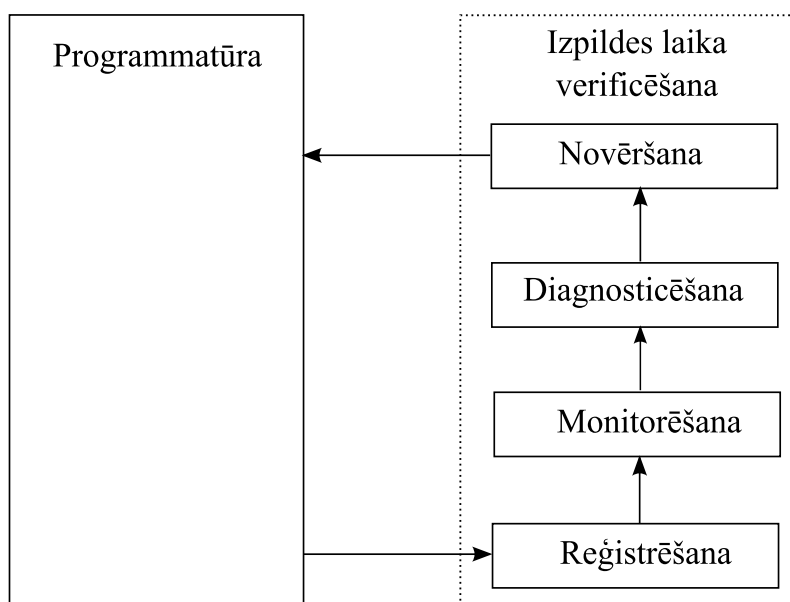 Programmatūra
Izpildes laika
verificēšana
Novēršana
Diagnosticēšana
Monitorēšana
Reģistrēšana